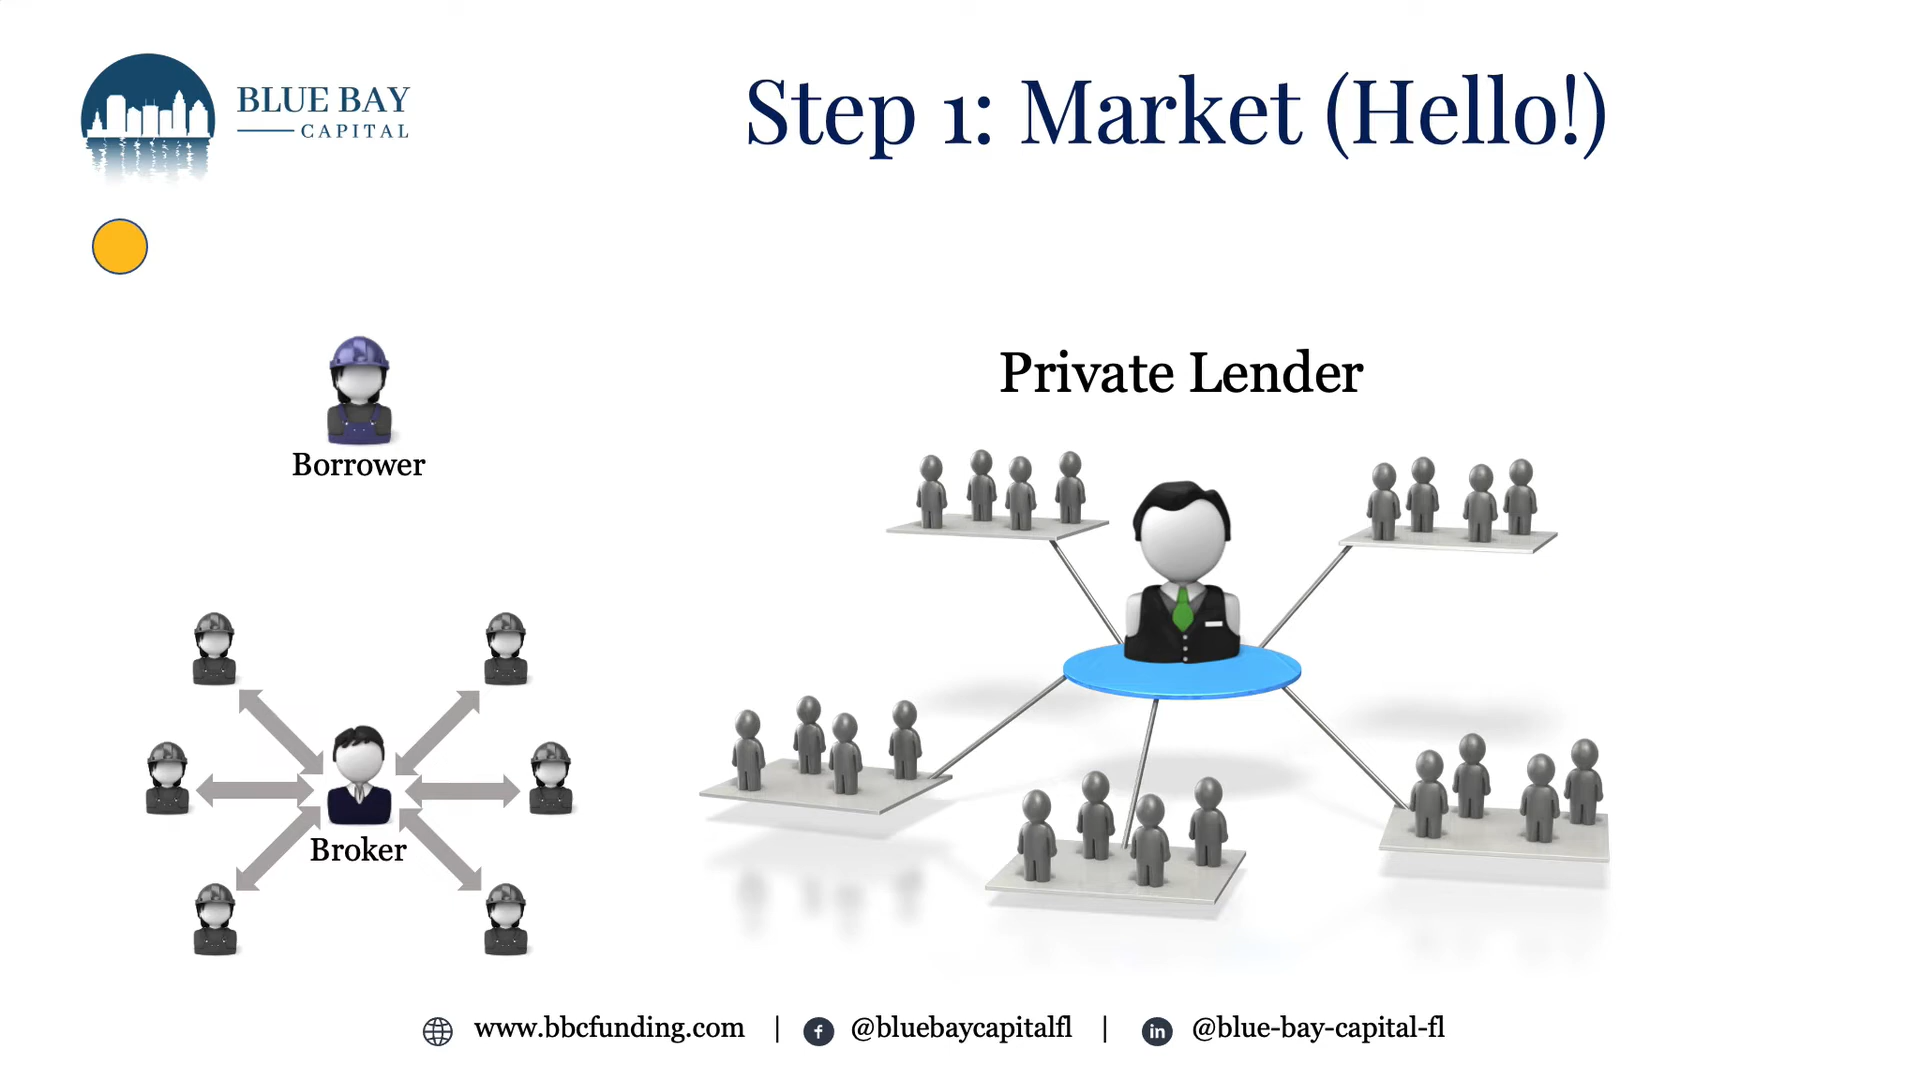 BLUE BAY
CAPITAL
Step 1: Market (Hello!)
Borrower
Private Lender
Broker
www.bbcfunding.com | f @bluebaycapitalfl | in @blue-bay-capital-fl